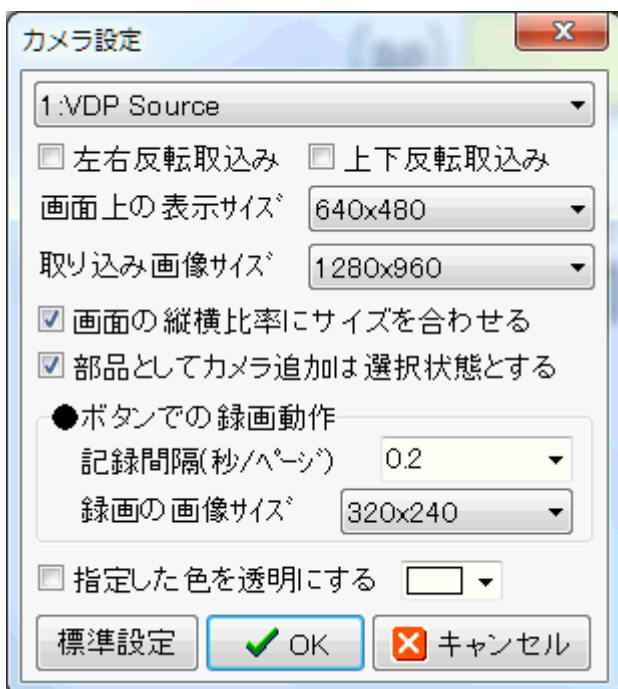 カメラ設定
1:VDP Source
左右反転取込み 上下反転取込み
画面上の表示サイズ 640x480
取り込み画像サイズ 1280x960
画面の縦横比率にサイズを合わせる
部品としてカメラ追加は選択状態とする
●ボタンでの録画動作
記録間隔(秒/ページ) 0.2
録画の画像サイズ 320x240
指定した色を透明にする
標準設定 OK キャンセル